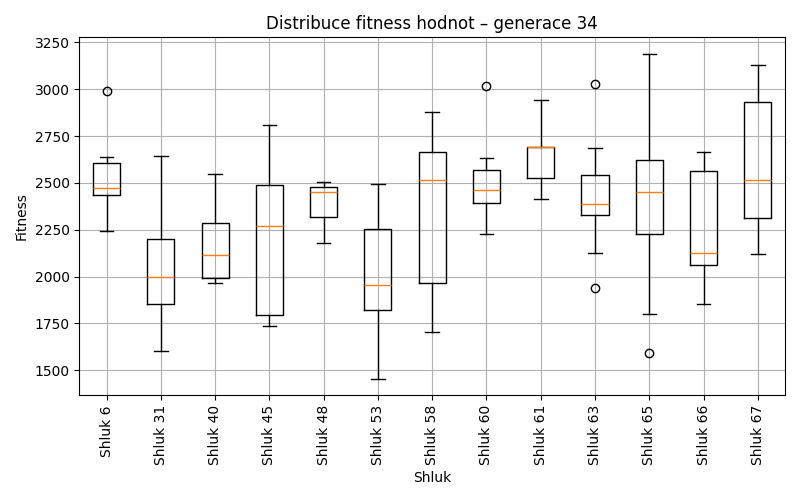 Distribuce fitness hodnot – generace 34
Fitness
3250
3000
2750
2500
2250
2000
1750
1500
Shluk 6
Shluk 31
Shluk 40
Shluk 45
Shluk 48
Shluk 53
Shluk 58
Shluk 60
Shluk 61
Shluk 63
Shluk 65
Shluk 66
Shluk 67
Shluk